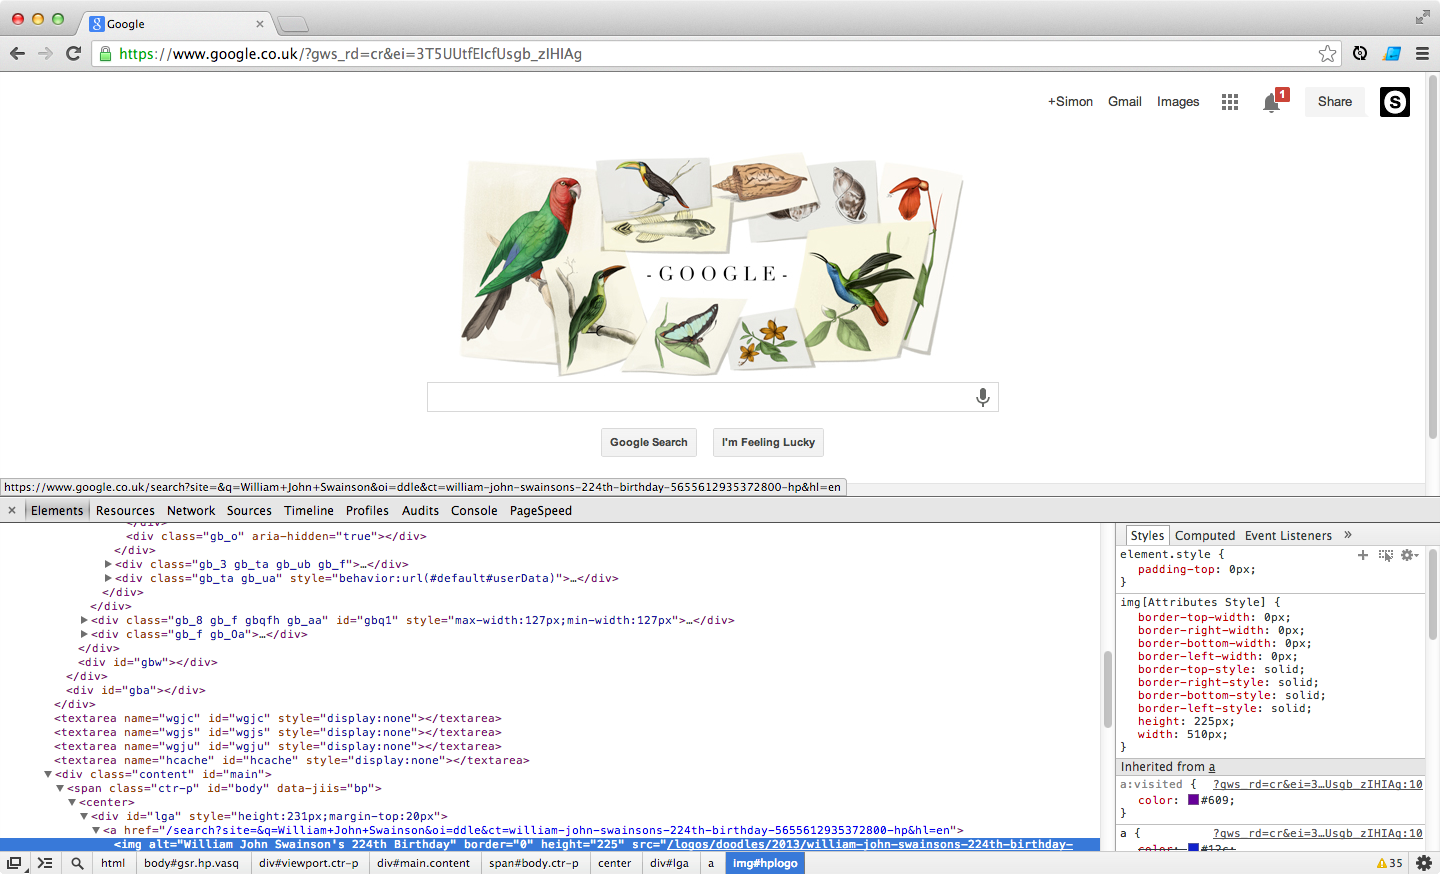 Google
https://www.google.co.uk/?gws_rd=cr&ei=3T5UUtfEIcfUsgb_zIHIAg
+Simon Gmail Images 1 Share S
- GOOGLE -
Google Search I'm Feeling Lucky
https://www.google.co.uk/search?site=&q=William+John+Swainson&oi=ddle&ct=william-john-swainsons-224th-birthday-5655612935372800-hp&hl=en
× Elements Resources Network Sources Timeline Profiles Audits Console PageSpeed
</div>
<div class="gb_o" aria-hidden="true"></div>
</div>
<div class="gb_3 gb_ta gb_ub gb_f">…</div>
<div class="gb_ta gb_ua" style="behavior:url(#default#userData)">…</div>
</div>
</div>
<div class="gb_8 gb_f gbqfh gb_aa" id="gbq1" style="max-width:127px;min-width:127px">…</div>
<div class="gb_f gb_Oa">…</div>
</div>
<div id="gbw"></div>
</div>
<div id="gba"></div>
</div>
<textarea name="wgjc" id="wgjc" style="display:none"></textarea>
<textarea name="wgjs" id="wgjs" style="display:none"></textarea>
<textarea name="wgju" id="wgju" style="display:none"></textarea>
<textarea name="hcache" id="hcache" style="display:none"></textarea>
<div class="content" id="main">
<span class="ctr-p" id="body" data-jiis="bp">
<center>
<div id="lga" style="height:231px;margin-top:20px">
<a href="/search?site=&q=William+John+Swainson&oi=ddle&ct=william-john-swainsons-224th-birthday-5655612935372800-hp&hl=en">
<img alt="William John Swainson's 224th Birthday" border="0" height="225" src="/logos/doodles/2013/william-john-swainsons-224th-birthday-
Styles Computed Event Listeners »
element.style {
padding-top: 0px;
}
img[Attributes Style] {
border-top-width: 0px;
border-right-width: 0px;
border-bottom-width: 0px;
border-left-width: 0px;
border-top-style: solid;
border-right-style: solid;
border-bottom-style: solid;
border-left-style: solid;
height: 225px;
width: 510px;
}
Inherited from a
a:visited { ?gws_rd=cr&ei=3…Usgb_zIHIAg:10
color: #609;
}
a { ?gws_rd=cr&ei=3…Usgb_zIHIAg:10
color: #12c;
html body#gsr.hp.vasq div#viewport.ctr-p div#main.content span#body.ctr-p center div#lga a img#hplogo 35